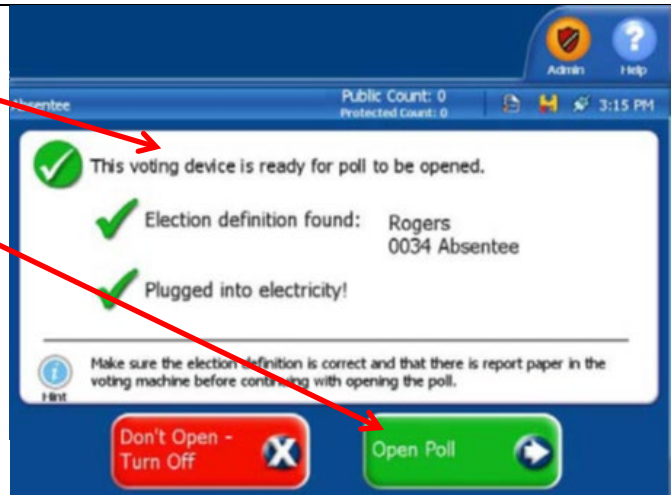 Admin
Help
Absentee
Public Count: 0
Protected Count: 0
3:15 PM
This voting device is ready for poll to be opened.
Election definition found:
Rogers
0034 Absentee
Plugged into electricity!
Make sure the election definition is correct and that there is report paper in the
voting machine before continuing with opening the poll.
Hint
Don't Open -
Turn Off
Open Poll